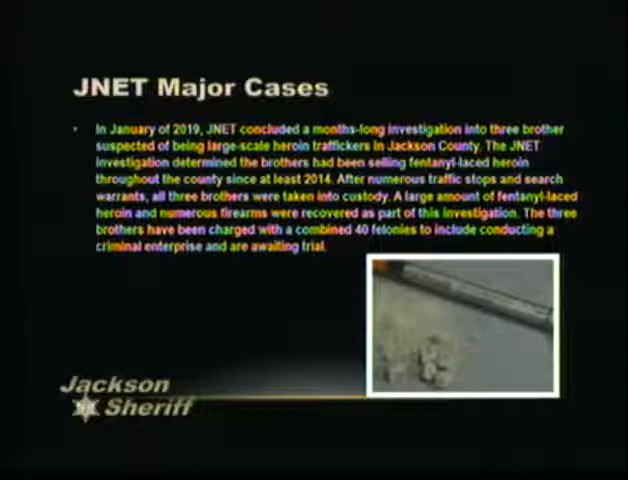 JNET Major Cases
• In January of 2019, JNET concluded a months-long investigation into three brother
suspected of being large-scale heroin traffickers in Jackson County. The JNET
investigation determined the brothers had been selling fentanyl-laced heroin
throughout the county since at least 2014. After numerous traffic stops and search
warrants, all three brothers were taken into custody. A large amount of fentanyl-laced
heroin and numerous firearms were recovered as part of this investigation. The three
brothers have been charged with a combined 40 felonies to include conducting a
criminal enterprise and are awaiting trial.
Jackson
Sheriff